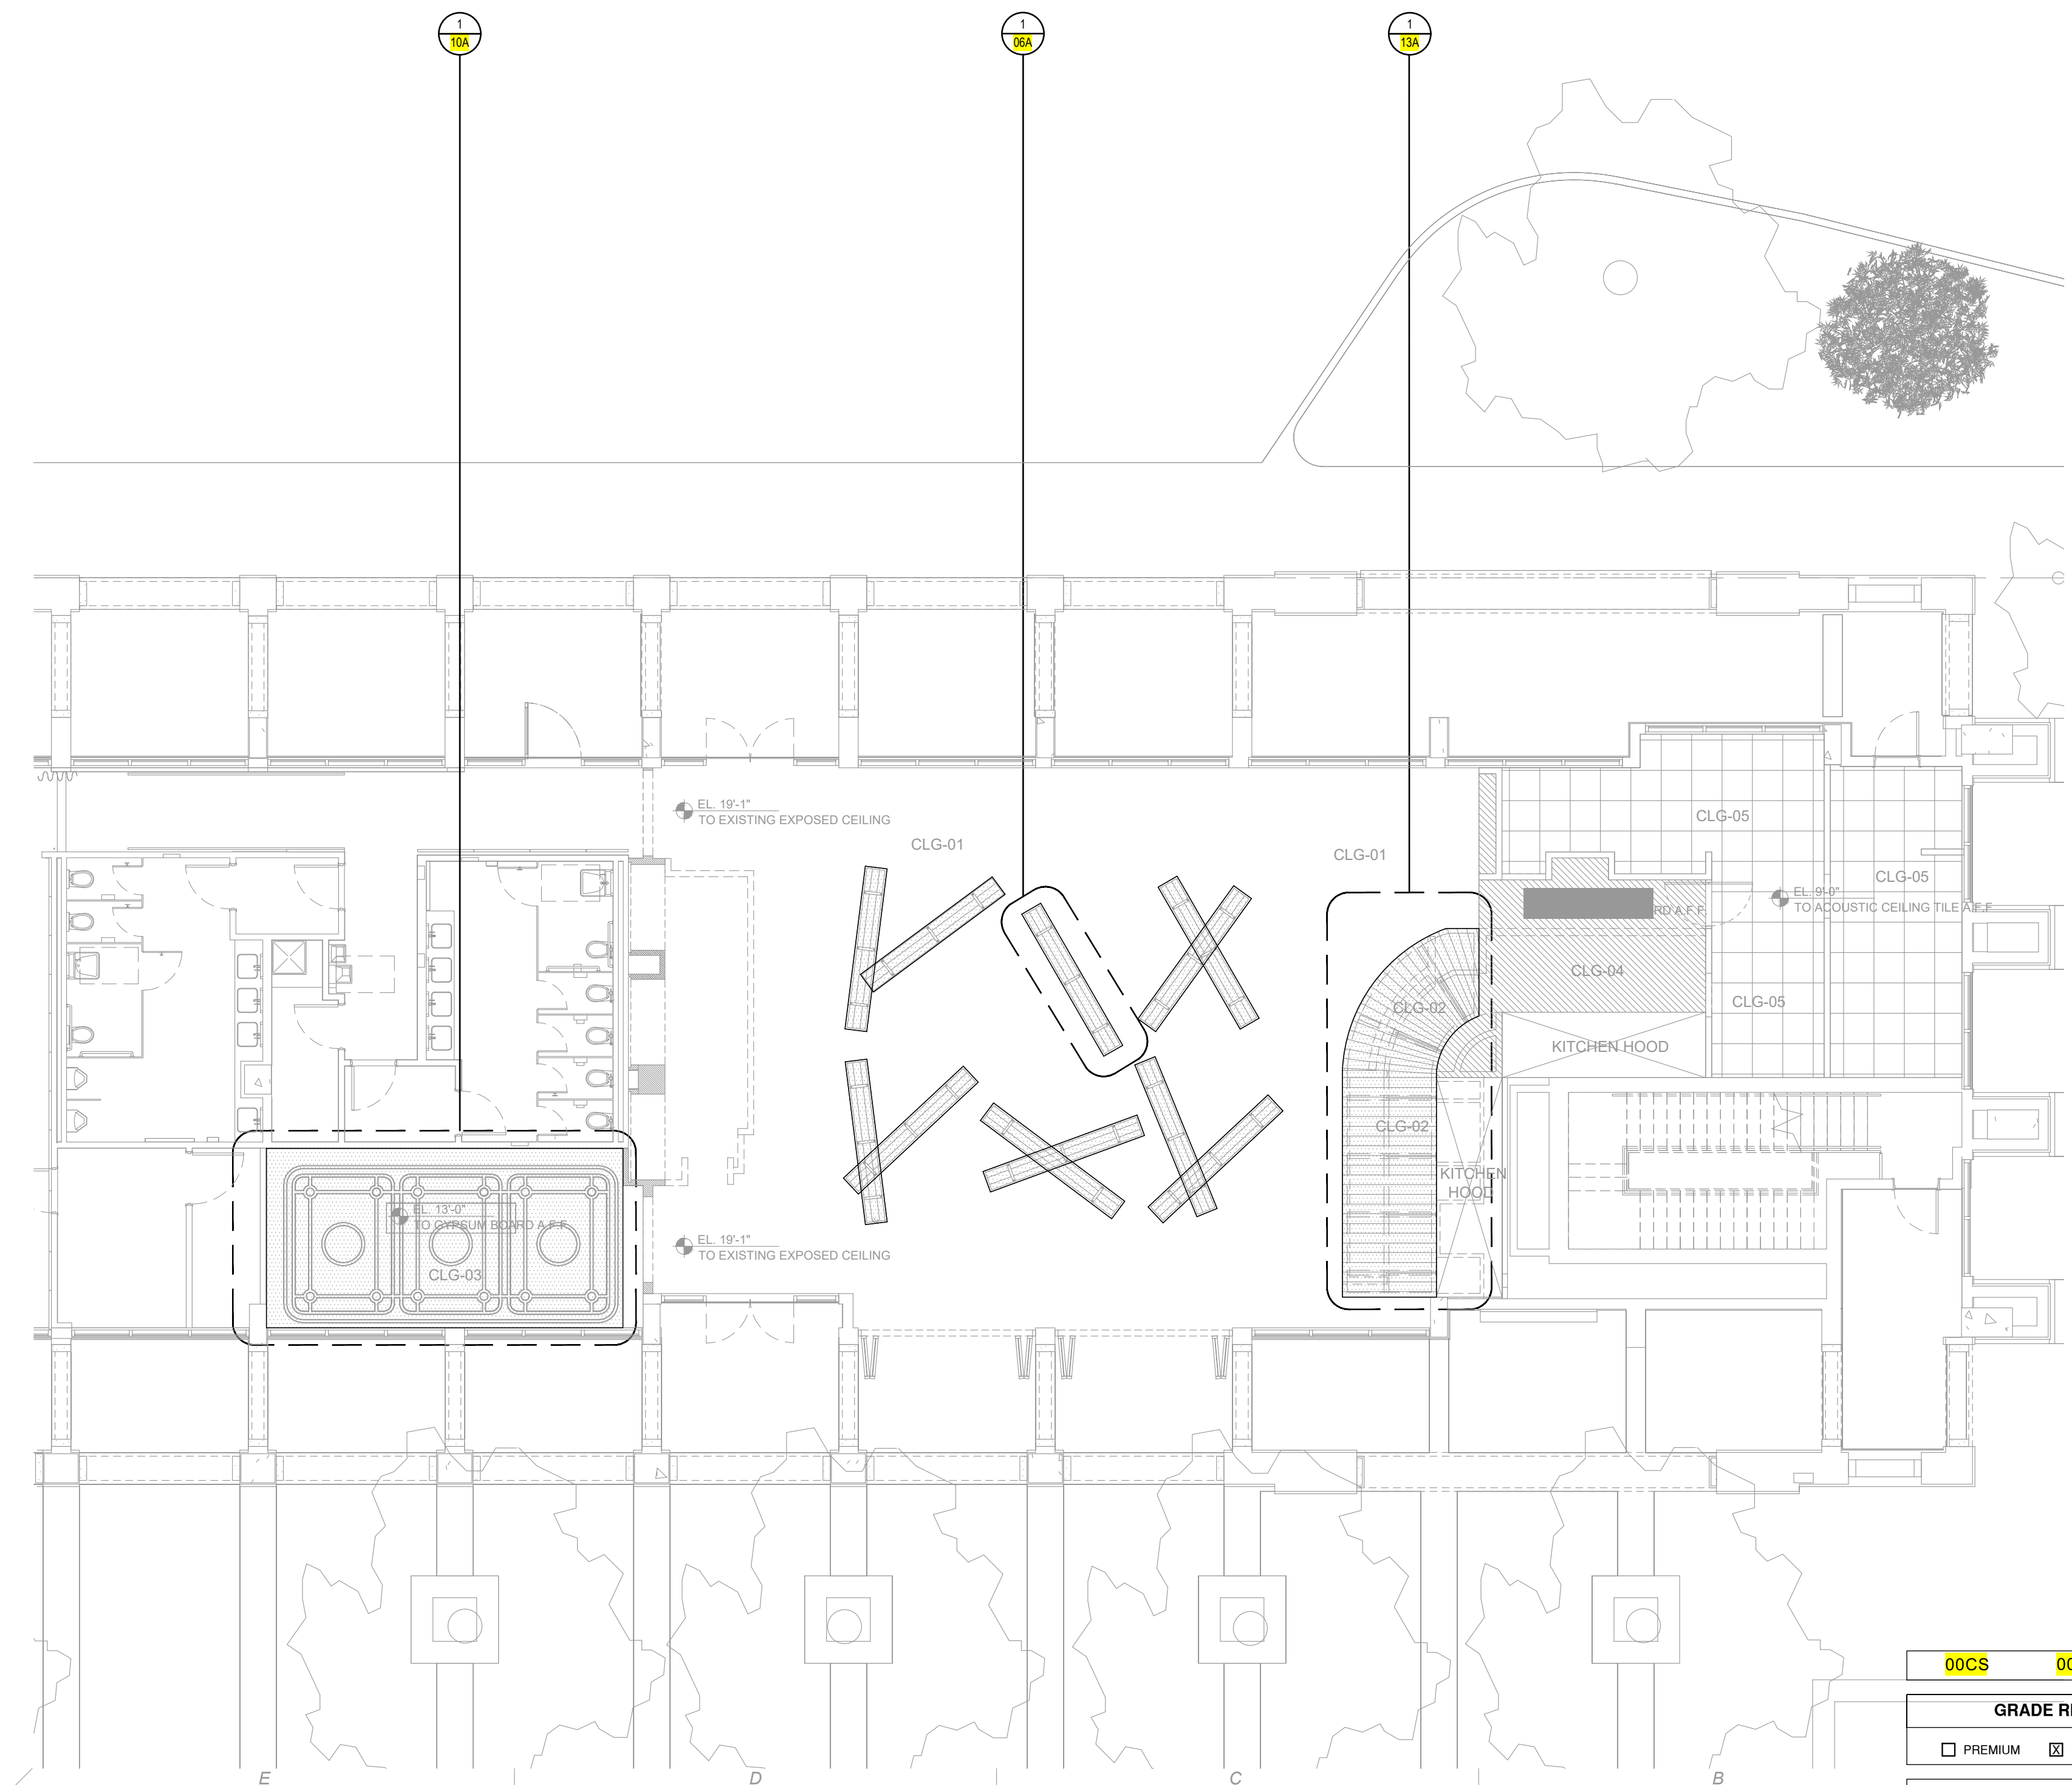 1
10A
1
06A
1
13A
EL. 19'-1"
TO EXISTING EXPOSED CEILING
CLG-01
CLG-01
CLG-05
CLG-05
EL. 9'-0"
TO ACOUSTIC CEILING TILE A.F.F
RD A.F.F.
CLG-04
CLG-02
CLG-05
KITCHEN HOOD
CLG-02
KITCHEN
HOOD
EL. 13'-0"
TO GYPSUM BOARD A.F.F.
CLG-03
EL. 19'-1"
TO EXISTING EXPOSED CEILING
00CS
00
GRADE
PREMIUM X
E
D
C
B